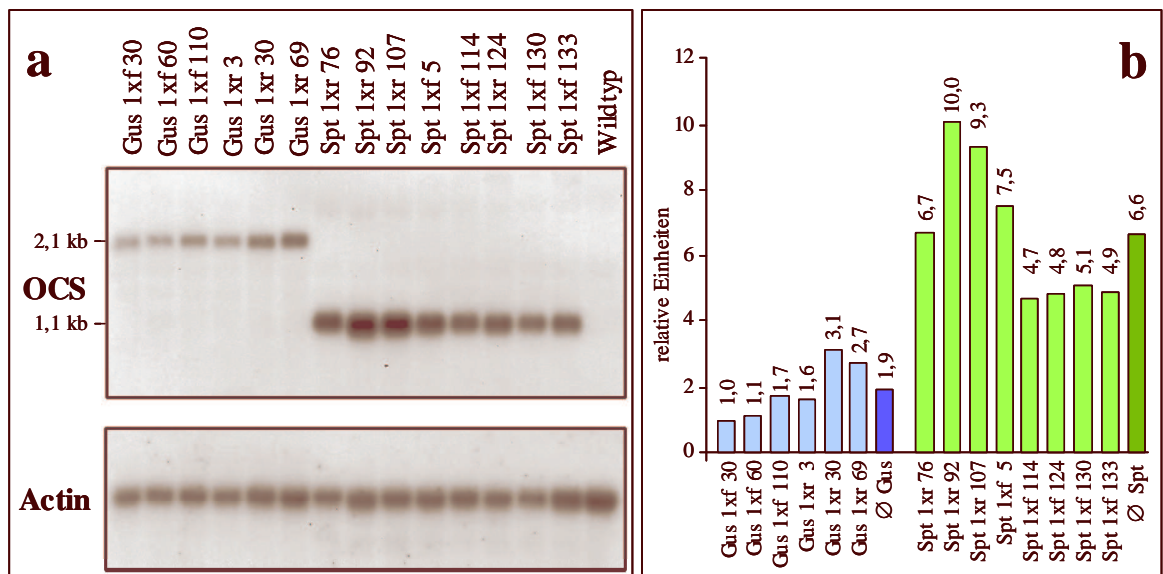 a
Gus 1xf 30
Gus 1xf 60
Gus 1xf 110
Gus 1xr 3
Gus 1xr 30
Gus 1xr 69
Spt 1xr 76
Spt 1xr 92
Spt 1xr 107
Spt 1xf 5
Spt 1xf 114
Spt 1xr 124
Spt 1xf 130
Spt 1xf 133
Wildtyp
2,1 kb
OCS
1,1 kb
Actin
b
relative Einheiten
12
10
8
6
4
2
0
1,0
1,1
1,7
1,6
3,1
2,7
1,9
6,7
10,0
9,3
7,5
4,7
4,8
5,1
4,9
6,6
Gus 1xf 30
Gus 1xf 60
Gus 1xf 110
Gus 1xr 3
Gus 1xr 30
Gus 1xr 69
∅ Gus
Spt 1xr 76
Spt 1xr 92
Spt 1xr 107
Spt 1xf 5
Spt 1xf 114
Spt 1xf 124
Spt 1xf 130
Spt 1xf 133
∅ Spt